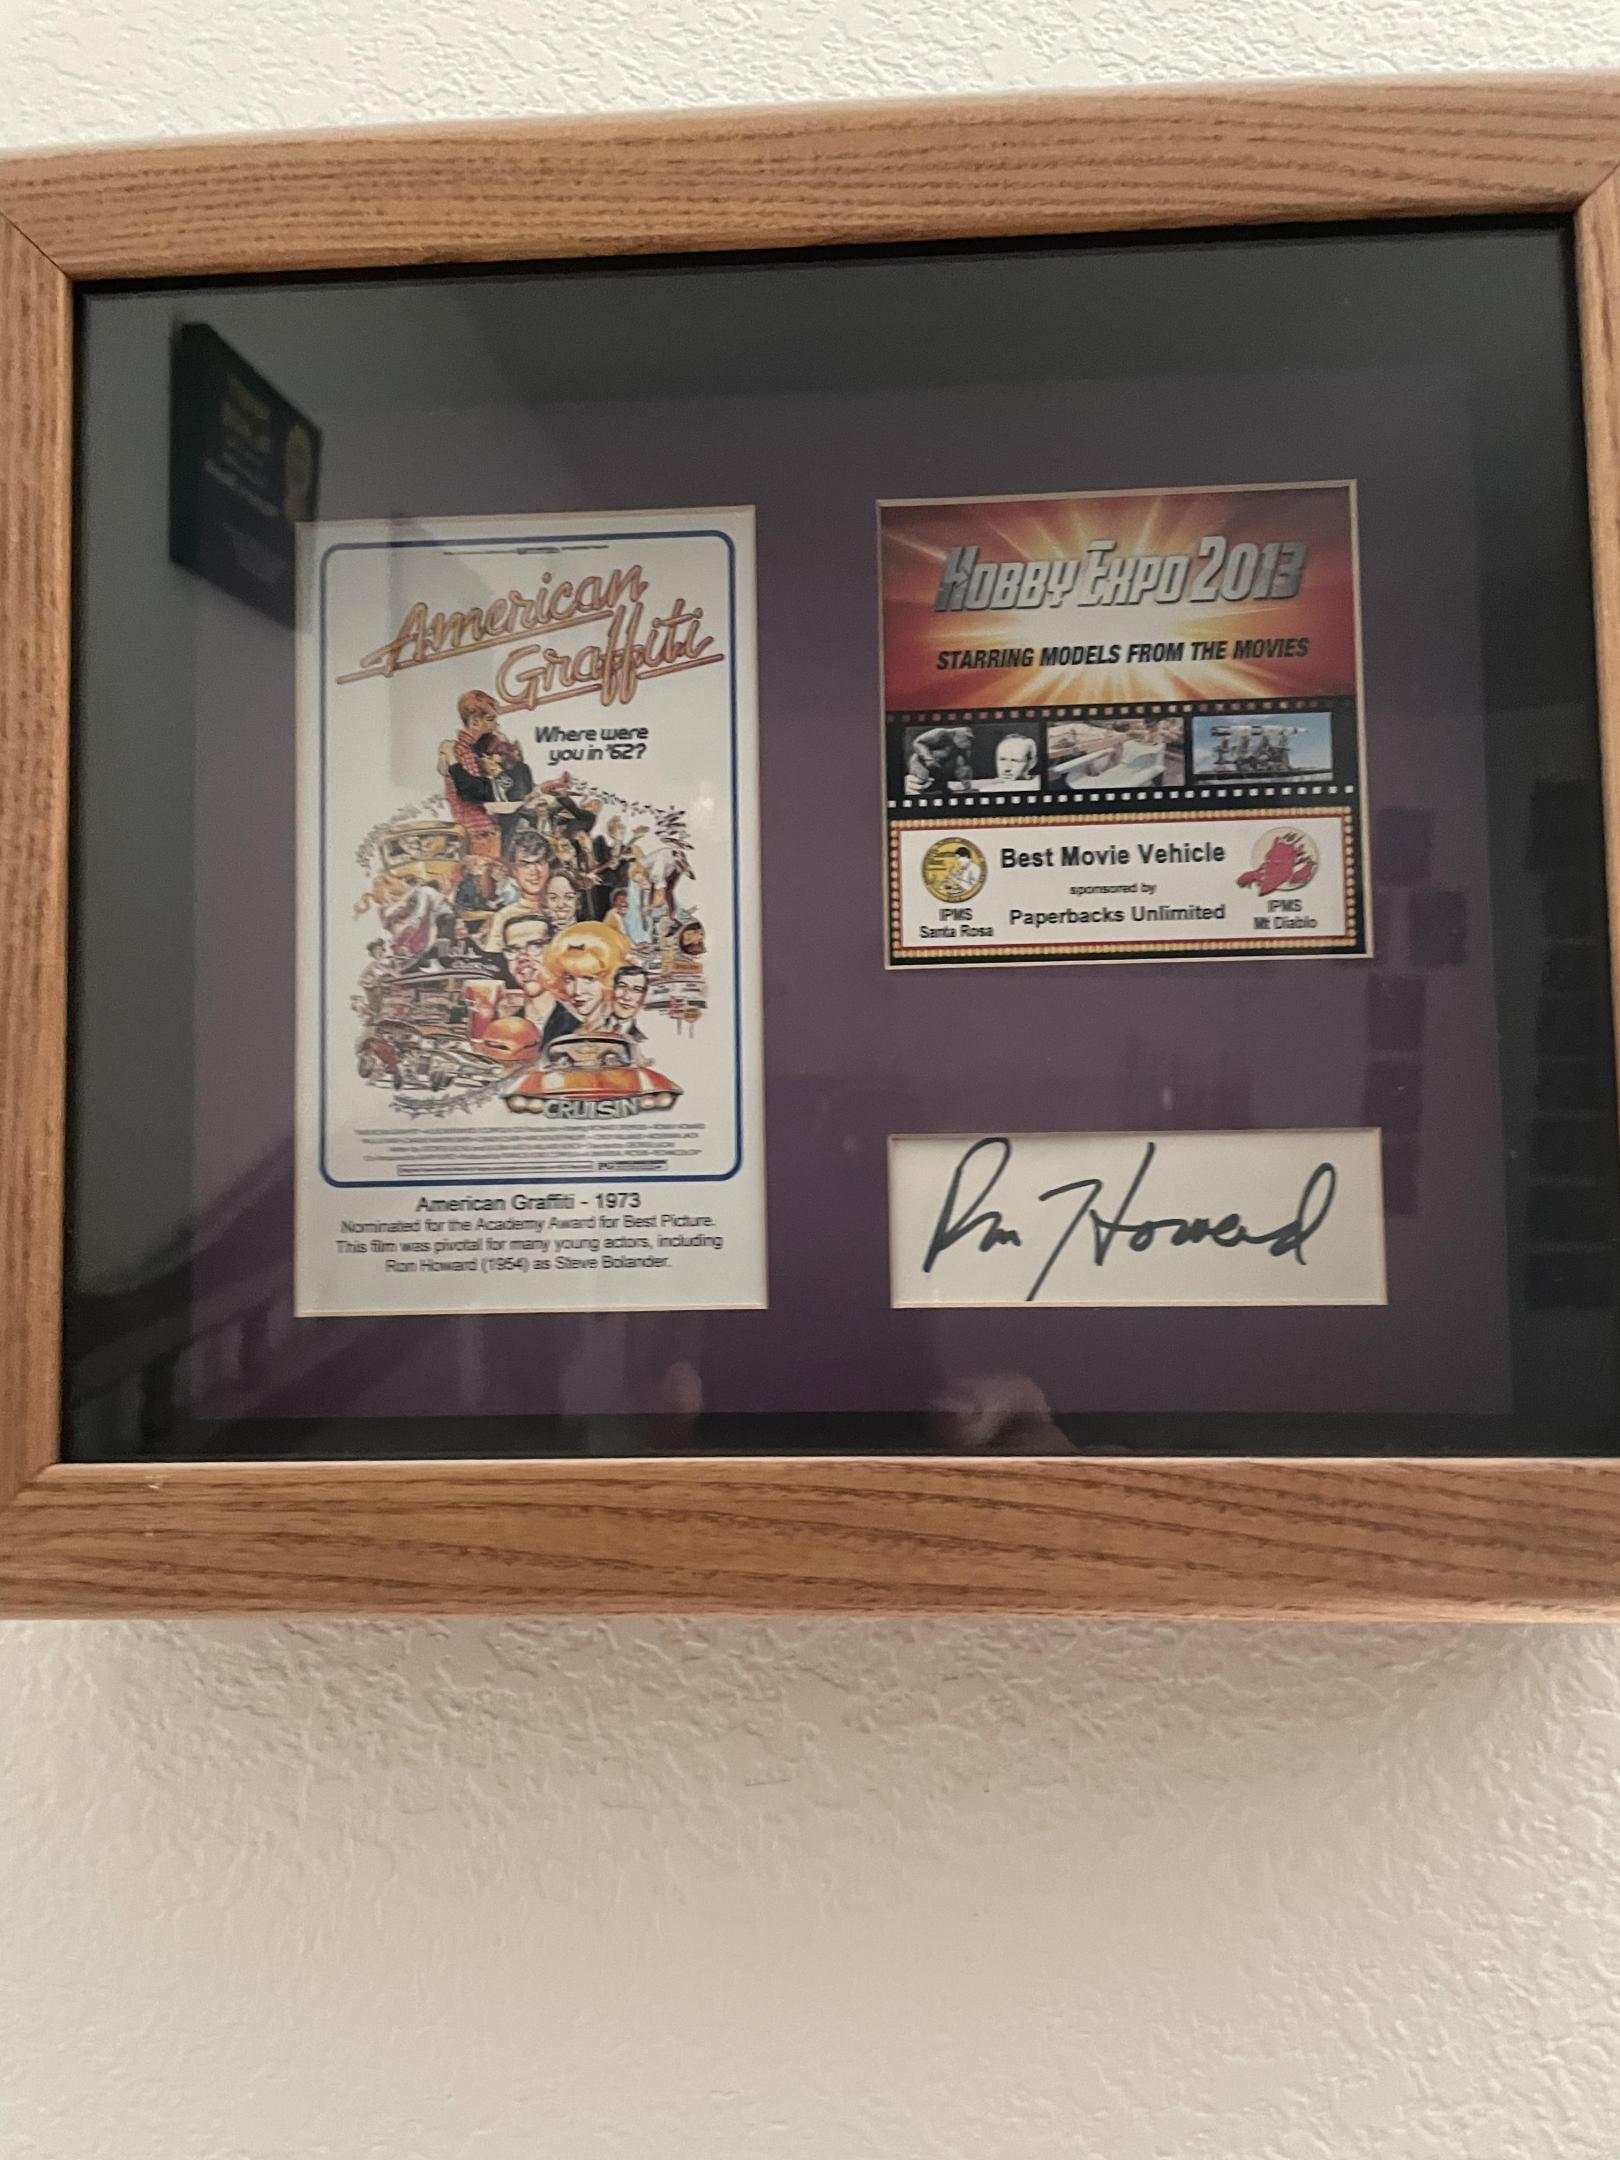 American
Graffiti
Where were
you in '62?
CRUISIN
American Graffiti - 1973
Nominated for the Academy Award for Best Picture.
This film was pivotal for many young actors, including
Ron Howard (1954) as Steve Bolander.
HOBBY EXPO 2013
STARRING MODELS FROM THE MOVIES
Best Movie Vehicle
sponsored by
Paperbacks Unlimited
IPMS
Santa Rosa
IPMS
Mt Diablo
Ron Howard